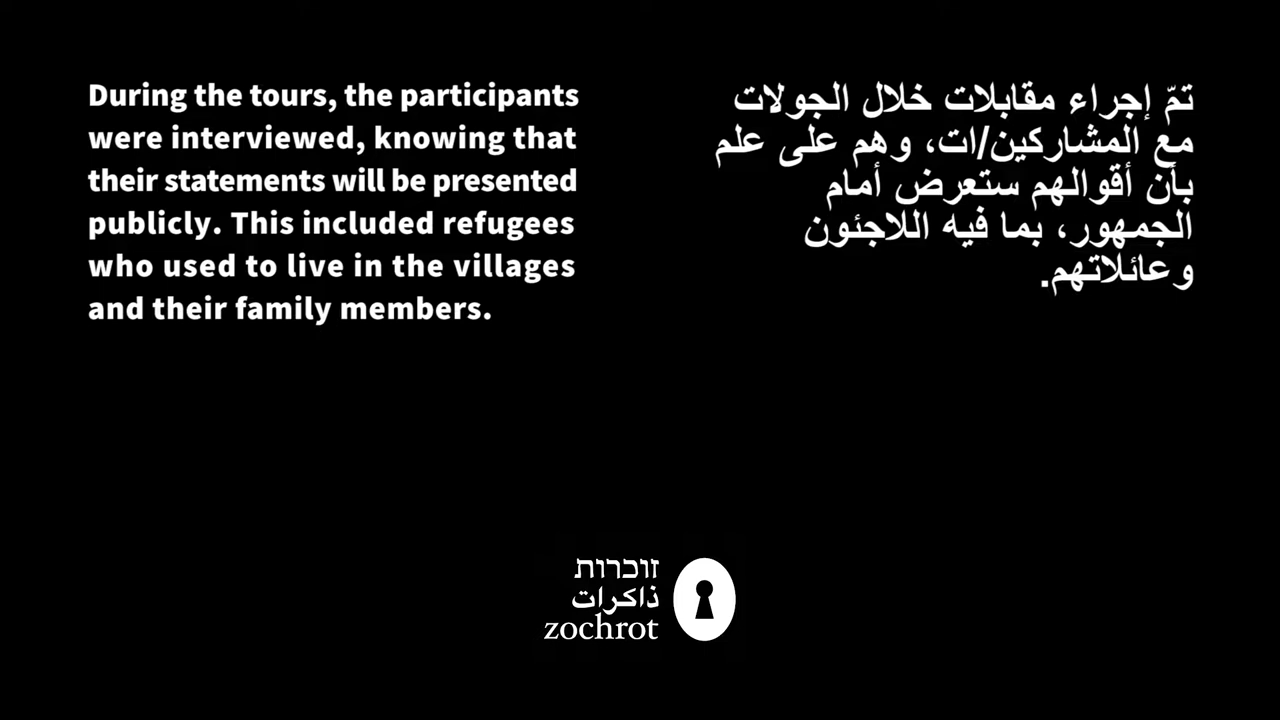 During the tours, the participants
were interviewed, knowing that
their statements will be presented
publicly. This included refugees
who used to live in the villages
and their family members.
تمّ إجراء مقابلات خلال الجولات
مع المشاركين/ات، وهم على علم
بأن أقوالهم ستعرض أمام
الجمهور، بما فيه اللاجئون
وعائلاتهم.
זוכרות
ذاكرات
zochrot